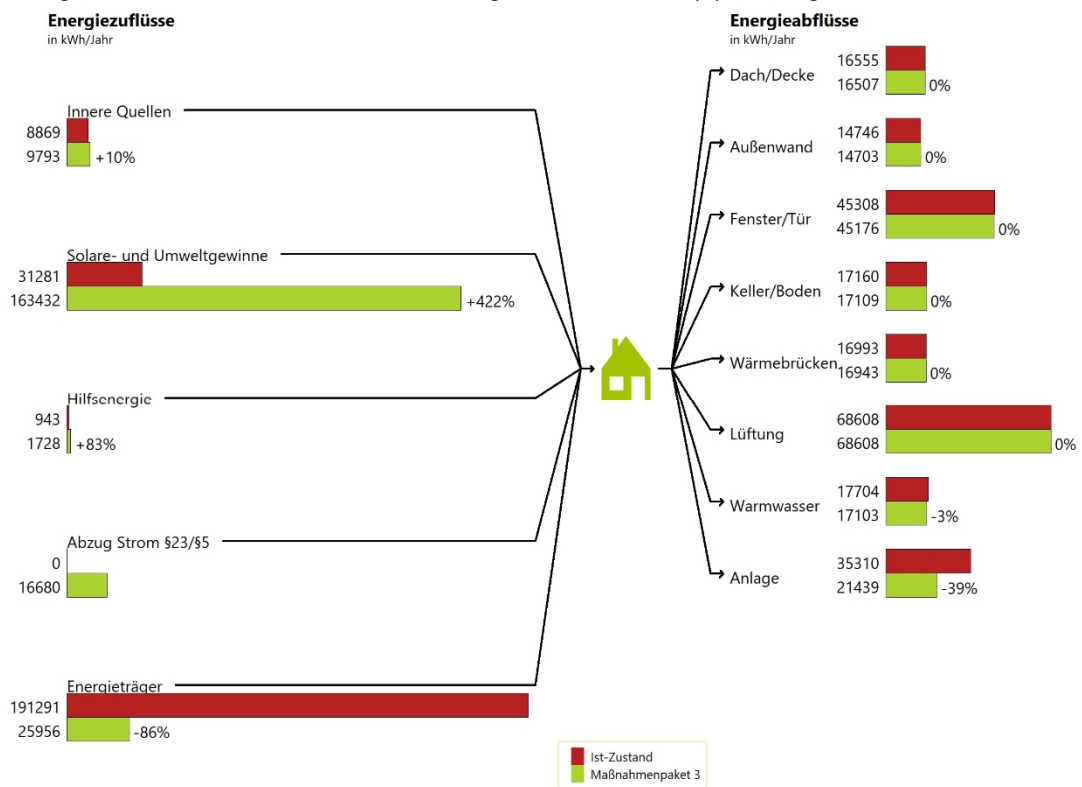 Energiezuflüsse
in kWh/Jahr
Innere Quellen
8869
9793 +10%
Solare- und Umweltgewinne
31281
163432 +422%
Hilfsenergie
943
1728 +83%
Abzug Strom §23/§5
0
16680
Energieträger
191291
25956 -86%
Energieabflüsse
in kWh/Jahr
16555
Dach/Decke
16507 0%
14746
Außenwand
14703 0%
45308
Fenster/Tür
45176 0%
17160
Keller/Boden
17109 0%
16993
Wärmebrücken
16943 0%
68608
Lüftung
68608 0%
17704
Warmwasser
17103 -3%
35310
Anlage
21439 -39%
Ist-Zustand
Maßnahmenpaket 3